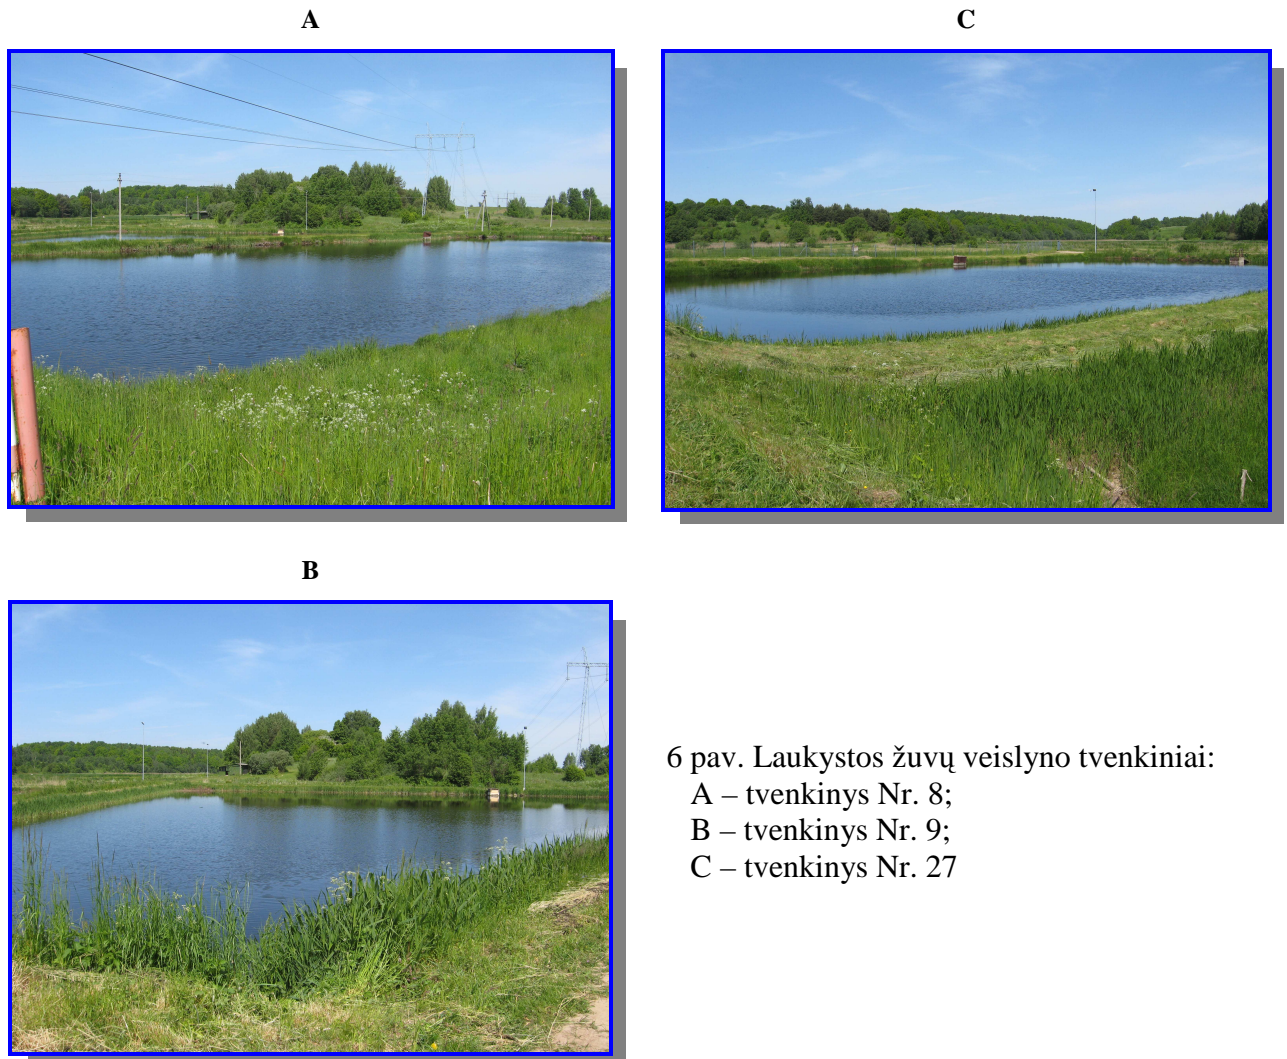 A
C
B
6 pav. Laukystos žuvų veislyno tvenkiniai:
A – tvenkinys Nr. 8;
B – tvenkinys Nr. 9;
C – tvenkinys Nr. 27